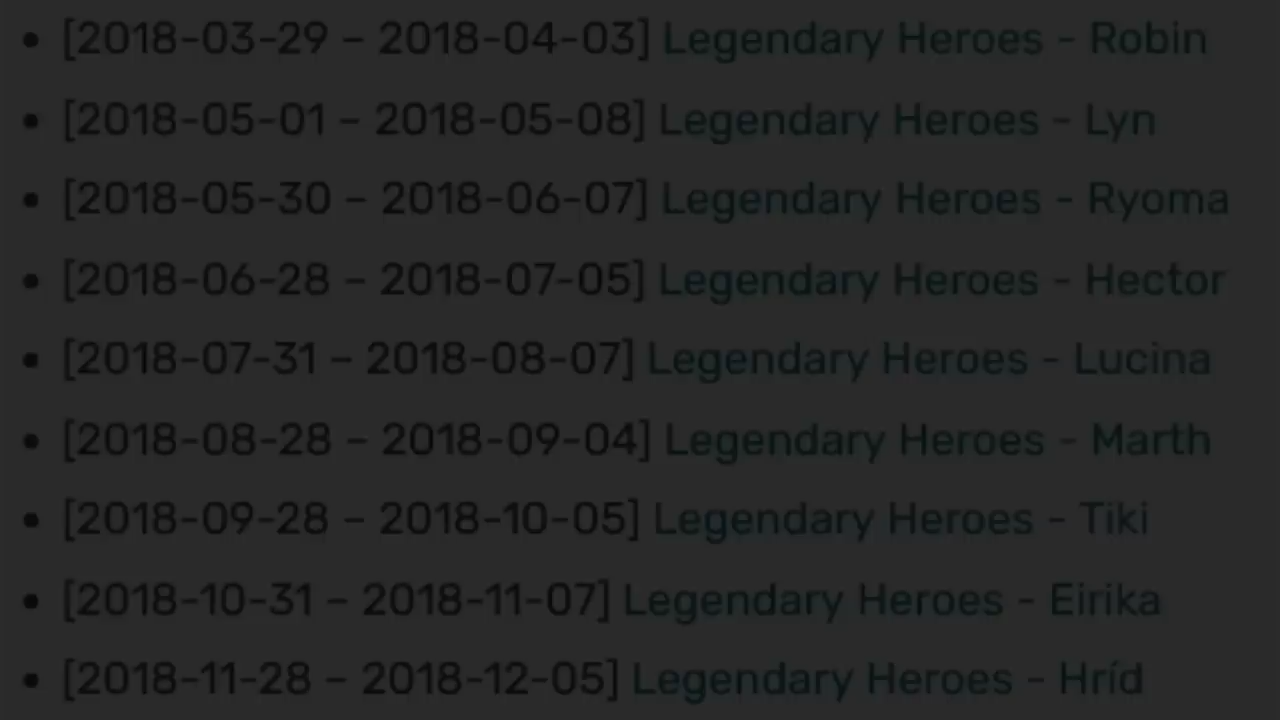 • [2018-03-29 – 2018-04-03] Legendary Heroes - Robin
• [2018-05-01 – 2018-05-08] Legendary Heroes - Lyn
• [2018-05-30 – 2018-06-07] Legendary Heroes - Ryoma
• [2018-06-28 – 2018-07-05] Legendary Heroes - Hector
• [2018-07-31 – 2018-08-07] Legendary Heroes - Lucina
• [2018-08-28 – 2018-09-04] Legendary Heroes - Marth
• [2018-09-28 – 2018-10-05] Legendary Heroes - Tiki
• [2018-10-31 – 2018-11-07] Legendary Heroes - Eirika
• [2018-11-28 – 2018-12-05] Legendary Heroes - Hríd